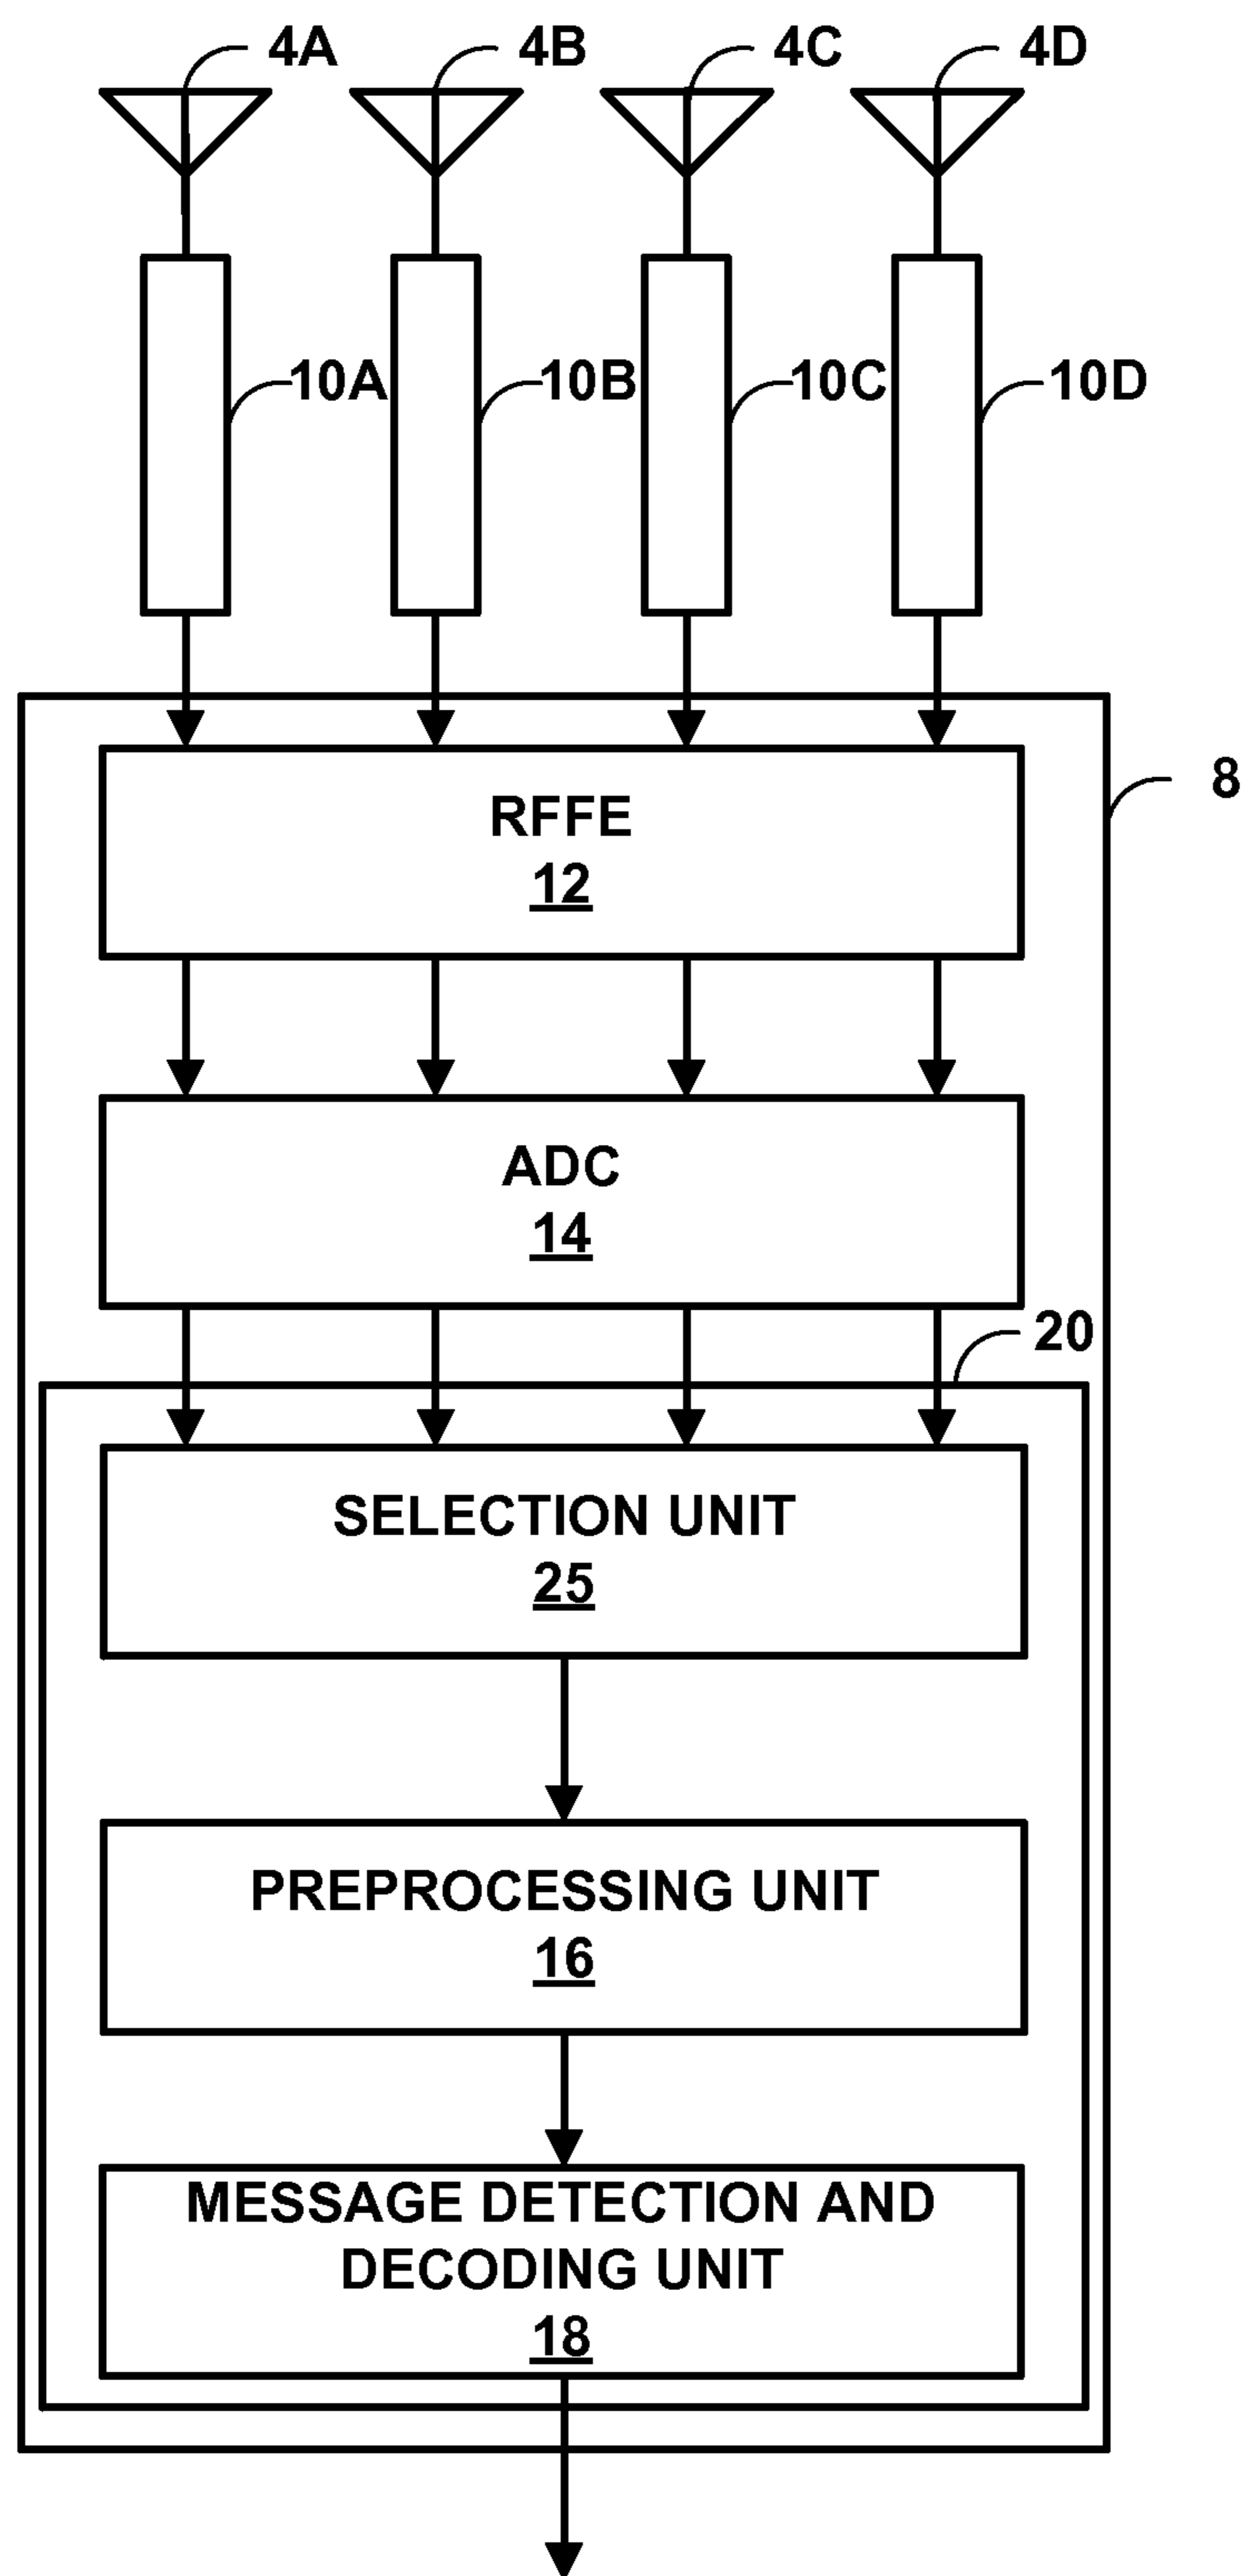 4A 4B 4C 4D
10A 10B 10C 10D
8
RFFE
12
ADC
14
20
SELECTION UNIT
25
PREPROCESSING UNIT
16
MESSAGE DETECTION AND
DECODING UNIT
18